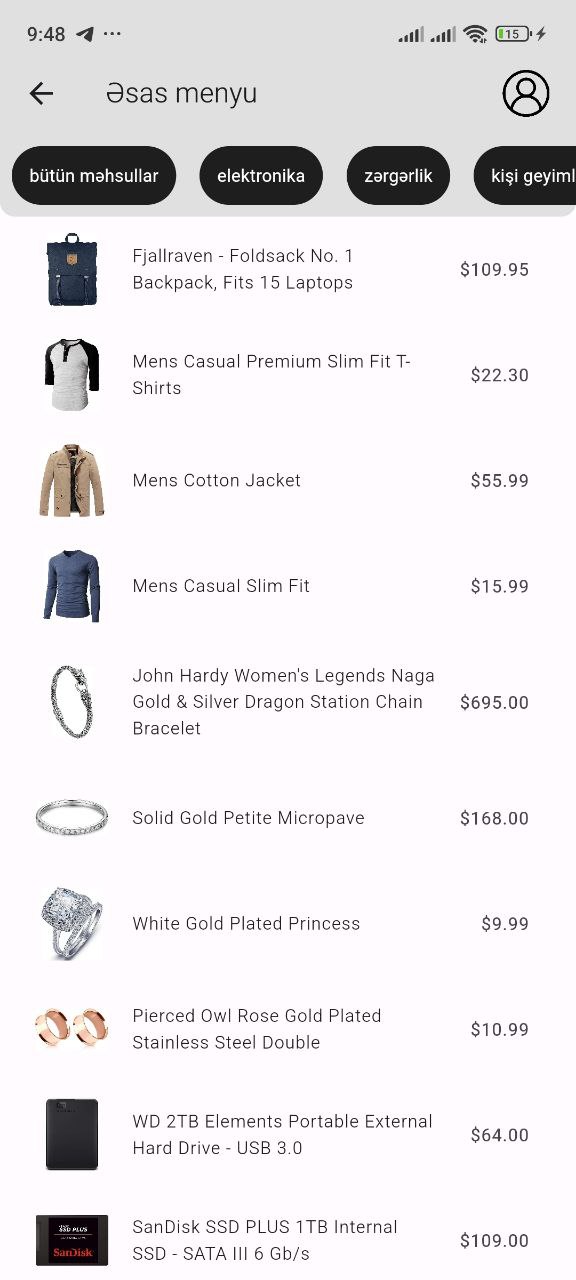 9:48
15
Əsas menyu
bütün məhsullar
elektronika
zərgərlik
kişi geyiml
Fjallraven - Foldsack No. 1
Backpack, Fits 15 Laptops
$109.95
Mens Casual Premium Slim Fit T-
Shirts
$22.30
Mens Cotton Jacket
$55.99
Mens Casual Slim Fit
$15.99
John Hardy Women's Legends Naga
Gold & Silver Dragon Station Chain
Bracelet
$695.00
Solid Gold Petite Micropave
$168.00
White Gold Plated Princess
$9.99
Pierced Owl Rose Gold Plated
Stainless Steel Double
$10.99
WD 2TB Elements Portable External
Hard Drive - USB 3.0
$64.00
SSD PLUS
SanDisk
SanDisk SSD PLUS 1TB Internal
SSD - SATA III 6 Gb/s
$109.00